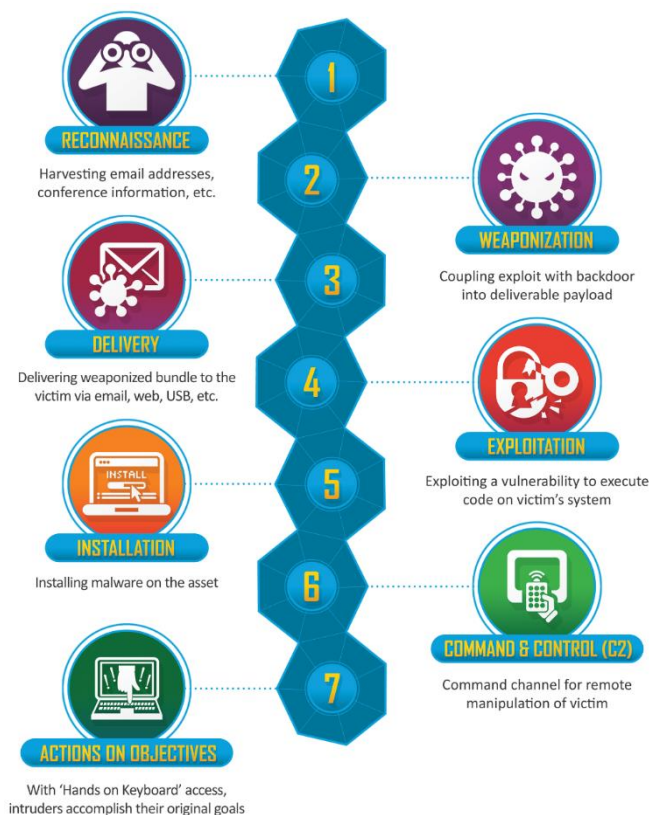 1
RECONNAISSANCE
Harvesting email addresses,
conference information, etc.
2
WEAPONIZATION
Coupling exploit with backdoor
into deliverable payload
3
DELIVERY
Delivering weaponized bundle to the
victim via email, web, USB, etc.
4
EXPLOITATION
Exploiting a vulnerability to execute
code on victim's system
5
INSTALL
INSTALLATION
Installing malware on the asset
6
COMMAND & CONTROL (C2)
Command channel for remote
manipulation of victim
7
ACTIONS ON OBJECTIVES
With 'Hands on Keyboard' access,
intruders accomplish their original goals